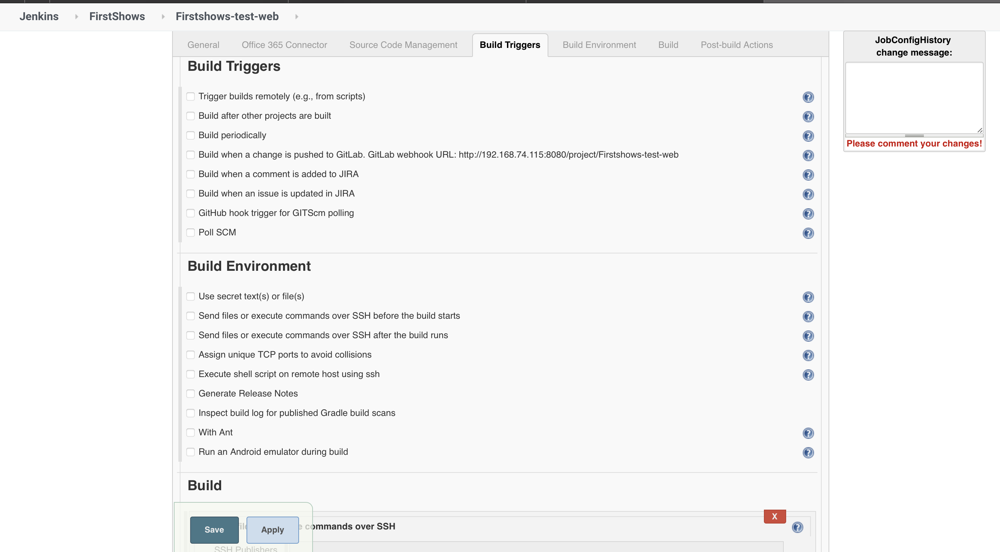 Jenkins FirstShows Firstshows-test-web
General Office 365 Connector Source Code Management Build Triggers Build Environment Build Post-build Actions
JobConfigHistory
change message:
Please comment your changes!
Build Triggers
Trigger builds remotely (e.g., from scripts)
Build after other projects are built
Build periodically
Build when a change is pushed to GitLab. GitLab webhook URL: http://192.168.74.115:8080/project/Firstshows-test-web
Build when a comment is added to JIRA
Build when an issue is updated in JIRA
GitHub hook trigger for GITScm polling
Poll SCM
Build Environment
Use secret text(s) or file(s)
Send files or execute commands over SSH before the build starts
Send files or execute commands over SSH after the build runs
Assign unique TCP ports to avoid collisions
Execute shell script on remote host using ssh
Generate Release Notes
Inspect build log for published Gradle build scans
With Ant
Run an Android emulator during build
Build
X
commands over SSH
Save Apply
SSH Publishers